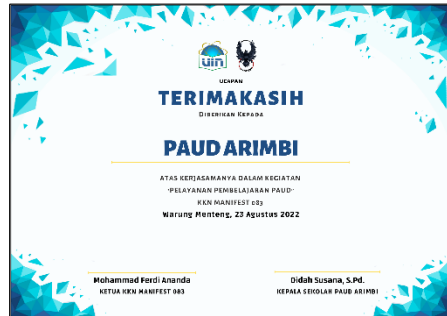 uin
UCAPAN
TERIMAKASIH
DIBERIKAN KEPADA
PAUD ARIMBI
ATAS KERJASAMANYA DALAM KEGIATAN
"PELAYANAN PEMBELAJARAN PAUD"
KKN MANIFEST 083
Warung Menteng, 23 Agustus 2022
Mohammad Ferdi Ananda
KETUA KKN MANIFEST 083
Didah Susana, S.Pd.
KEPALA SEKOLAH PAUD ARIMBI